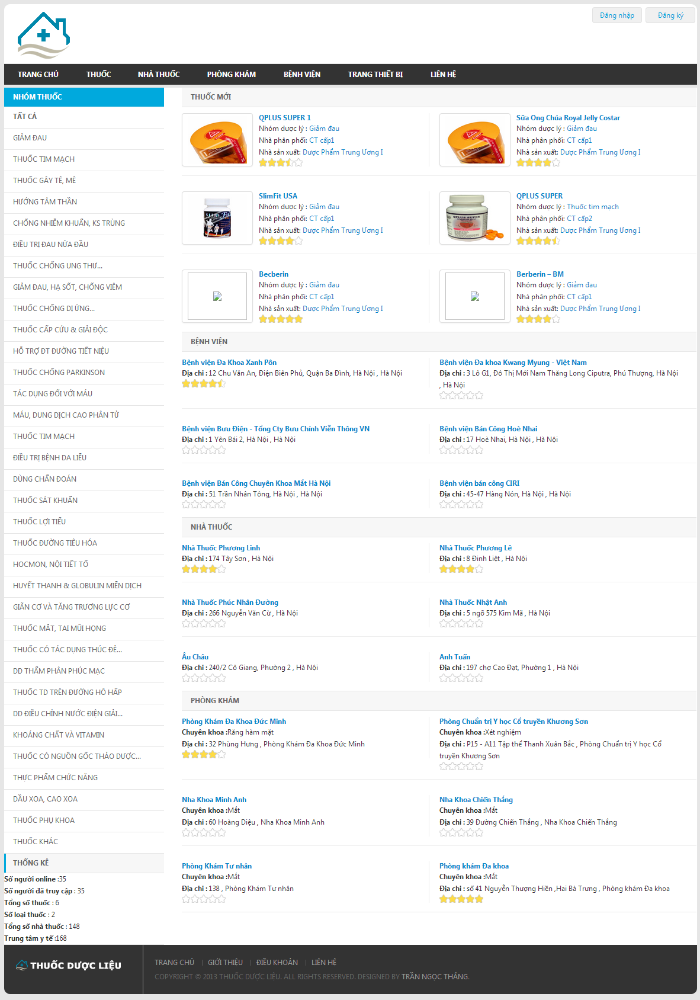 Đăng nhập
Đăng ký
TRANG CHỦ THUỐC NHÀ THUỐC PHÒNG KHÁM BỆNH VIỆN TRANG THIẾT BỊ LIÊN HỆ
NHÓM THUỐC
TẤT CẢ
GIẢM ĐAU
THUỐC TIM MẠCH
THUỐC GÂY TÊ, MÊ
HƯỚNG TÂM THẦN
CHỐNG NHIỄM KHUẨN, KS TRÙNG
ĐIỀU TRỊ ĐAU NỬA ĐẦU
THUỐC CHỐNG UNG THƯ...
GIẢM ĐAU, HẠ SỐT, CHỐNG VIÊM
THUỐC CHỐNG DỊ ỨNG...
THUỐC CẤP CỨU & GIẢI ĐỘC
HỖ TRỢ ĐT ĐƯỜNG TIẾT NIỆU
THUỐC CHỐNG PARKINSON
TÁC DỤNG ĐỐI VỚI MÁU
MÁU, DUNG DỊCH CAO PHÂN TỬ
THUỐC TIM MẠCH
ĐIỀU TRỊ BỆNH DA LIỄU
DÙNG CHẨN ĐOÁN
THUỐC SÁT KHUẨN
THUỐC LỢI TIỂU
THUỐC ĐƯỜNG TIÊU HÓA
HOCMON, NỘI TIẾT TỐ
HUYẾT THANH & GLOBULIN MIỄN DỊCH
GIÃN CƠ VÀ TĂNG TRƯƠNG LỰC CƠ
THUỐC MẮT, TAI MŨI HỌNG
THUỐC CÓ TÁC DỤNG THÚC ĐẺ...
DD THẨM PHÂN PHÚC MẠC
THUỐC TD TRÊN ĐƯỜNG HÔ HẤP
DD ĐIỀU CHỈNH NƯỚC ĐIỆN GIẢI...
KHOÁNG CHẤT VÀ VITAMIN
THUỐC CÓ NGUỒN GỐC THẢO DƯỢC...
THỰC PHẨM CHỨC NĂNG
DẦU XOA, CAO XOA
THUỐC PHỤ KHOA
THUỐC KHÁC
THỐNG KÊ
Số người online :35
Số người đã truy cập : 35
Tổng số thuốc : 6
Số loại thuốc : 2
Tổng số nhà thuốc : 148
Trung tâm y tế :168
THUỐC MỚI
QPLUS SUPER 1
Nhóm dược lý : Giảm đau
Nhà phân phối: CT cấp1
Nhà sản xuất: Dược Phẩm Trung Ương I
Sữa Ong Chúa Royal Jelly Costar
Nhóm dược lý : Giảm đau
Nhà phân phối: CT cấp1
Nhà sản xuất: Dược Phẩm Trung Ương I
Slim Fit
SlimFit USA
Nhóm dược lý : Giảm đau
Nhà phân phối: CT cấp1
Nhà sản xuất: Dược Phẩm Trung Ương I
QPLUS SUPER
QPLUS SUPER
Nhóm dược lý : Thuốc tim mạch
Nhà phân phối: CT cấp2
Nhà sản xuất: Dược Phẩm Trung Ương I
Becberin
Nhóm dược lý : Giảm đau
Nhà phân phối: CT cấp1
Nhà sản xuất: Dược Phẩm Trung Ương I
Berberin – BM
Nhóm dược lý : Giảm đau
Nhà phân phối: CT cấp1
Nhà sản xuất: Dược Phẩm Trung Ương I
BỆNH VIỆN
Bệnh viện Đa Khoa Xanh Pôn
Địa chỉ : 12 Chu Văn An, Điện Biên Phủ, Quận Ba Đình, Hà Nội , Hà Nội
Bệnh viện Đa khoa Kwang Myung - Việt Nam
Địa chỉ : 3 Lô G1, Đô Thị Mới Nam Thăng Long Ciputra, Phú Thượng, Hà Nội
, Hà Nội
Bệnh viện Bưu Điện - Tổng Cty Bưu Chính Viễn Thông VN
Địa chỉ : 1 Yên Bái 2, Hà Nội , Hà Nội
Bệnh viện Bán Công Hoè Nhai
Địa chỉ : 17 Hoè Nhai, Hà Nội , Hà Nội
Bệnh viện Bán Công Chuyên Khoa Mắt Hà Nội
Địa chỉ : 51 Trần Nhân Tông, Hà Nội , Hà Nội
Bệnh viện bán công CIRI
Địa chỉ : 45-47 Hàng Nón, Hà Nội , Hà Nội
NHÀ THUỐC
Nhà Thuốc Phương Linh
Địa chỉ : 174 Tây Sơn , Hà Nội
Nhà Thuốc Phương Lê
Địa chỉ : 8 Đinh Liệt , Hà Nội
Nhà Thuốc Phúc Nhân Đường
Địa chỉ : 266 Nguyễn Văn Cừ , Hà Nội
Nhà Thuốc Nhật Anh
Địa chỉ : 5 ngõ 575 Kim Mã , Hà Nội
Âu Châu
Địa chỉ : 240/2 Cô Giang, Phường 2 , Hà Nội
Anh Tuấn
Địa chỉ : 197 chợ Cao Đạt, Phường 1 , Hà Nội
PHÒNG KHÁM
Phòng Khám Đa Khoa Đức Minh
Chuyên khoa :Răng hàm mặt
Địa chỉ : 32 Phùng Hưng , Phòng Khám Đa Khoa Đức Minh
Phòng Chuẩn trị Y học Cổ truyền Khương Sơn
Chuyên khoa :Xét nghiệm
Địa chỉ : P15 - A11 Tập thể Thanh Xuân Bắc , Phòng Chuẩn trị Y học Cổ
truyền Khương Sơn
Nha Khoa Minh Anh
Chuyên khoa :Mắt
Địa chỉ : 60 Hoàng Diệu , Nha Khoa Minh Anh
Nha Khoa Chiến Thắng
Chuyên khoa :Mắt
Địa chỉ : 39 Đường Chiến Thắng , Nha Khoa Chiến Thắng
Phòng Khám Tư nhân
Chuyên khoa :Mắt
Địa chỉ : 138 , Phòng Khám Tư nhân
Phòng khám Đa khoa
Chuyên khoa :Mắt
Địa chỉ : số 41 Nguyễn Thượng Hiền ,Hai Bà Trưng , Phòng khám Đa khoa
THUỐC DƯỢC LIỆU
TRANG CHỦ | GIỚI THIỆU | ĐIỀU KHOẢN | LIÊN HỆ
COPYRIGHT © 2013 THUỐC DƯỢC LIỆU. ALL RIGHTS RESERVED. DESIGNED BY TRẦN NGỌC THẮNG.